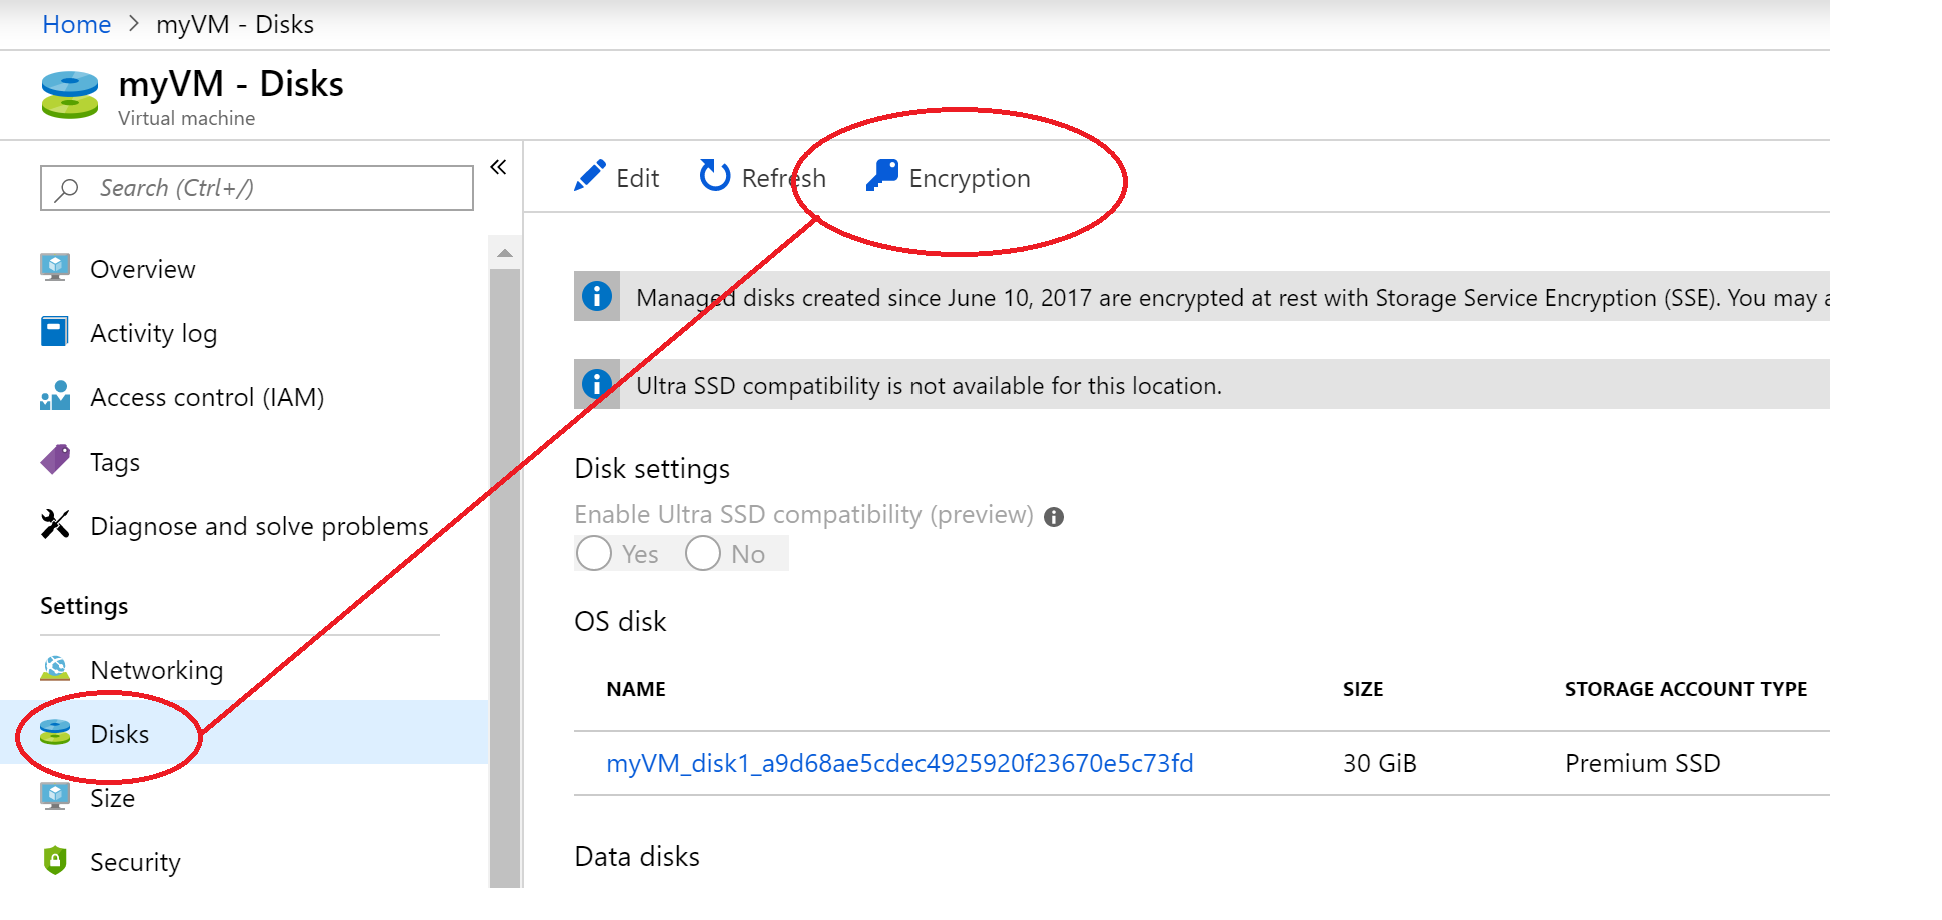 Home > myVM - Disks
myVM - Disks
Virtual machine
Search (Ctrl+/)
«
Overview
Activity log
Access control (IAM)
Tags
Diagnose and solve problems
Settings
Networking
Disks
Size
Security
Edit Refresh Encryption
Managed disks created since June 10, 2017 are encrypted at rest with Storage Service Encryption (SSE). You may
Ultra SSD compatibility is not available for this location.
Disk settings
Enable Ultra SSD compatibility (preview)
Yes No
OS disk
NAME SIZE STORAGE ACCOUNT TYPE
myVM_disk1_a9d68ae5cdec4925920f23670e5c73fd 30 GiB Premium SSD
Data disks